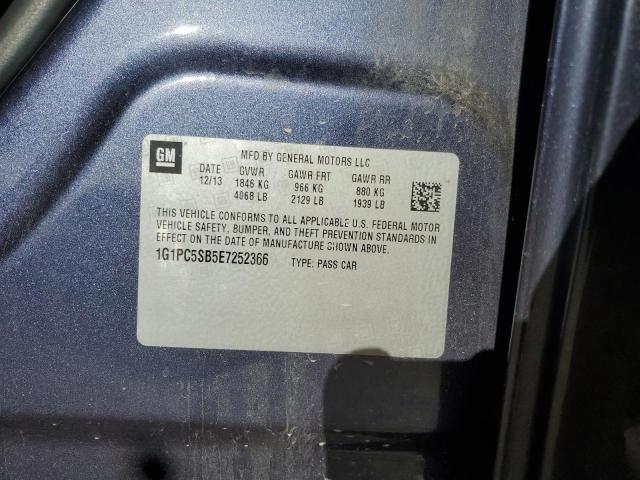 GM
MFD BY GENERAL MOTORS LLC
DATE GVWR GAWR FRT GAWR RR
12/13 1846 KG 966 KG 880 KG
4068 LB 2129 LB 1939 LB
THIS VEHICLE CONFORMS TO ALL APPLICABLE U.S. FEDERAL MOTOR
VEHICLE SAFETY, BUMPER, AND THEFT PREVENTION STANDARDS IN
EFFECT ON THE DATE OF MANUFACTURE SHOWN ABOVE.
1G1PC5SB5E7252366 TYPE: PASS CAR